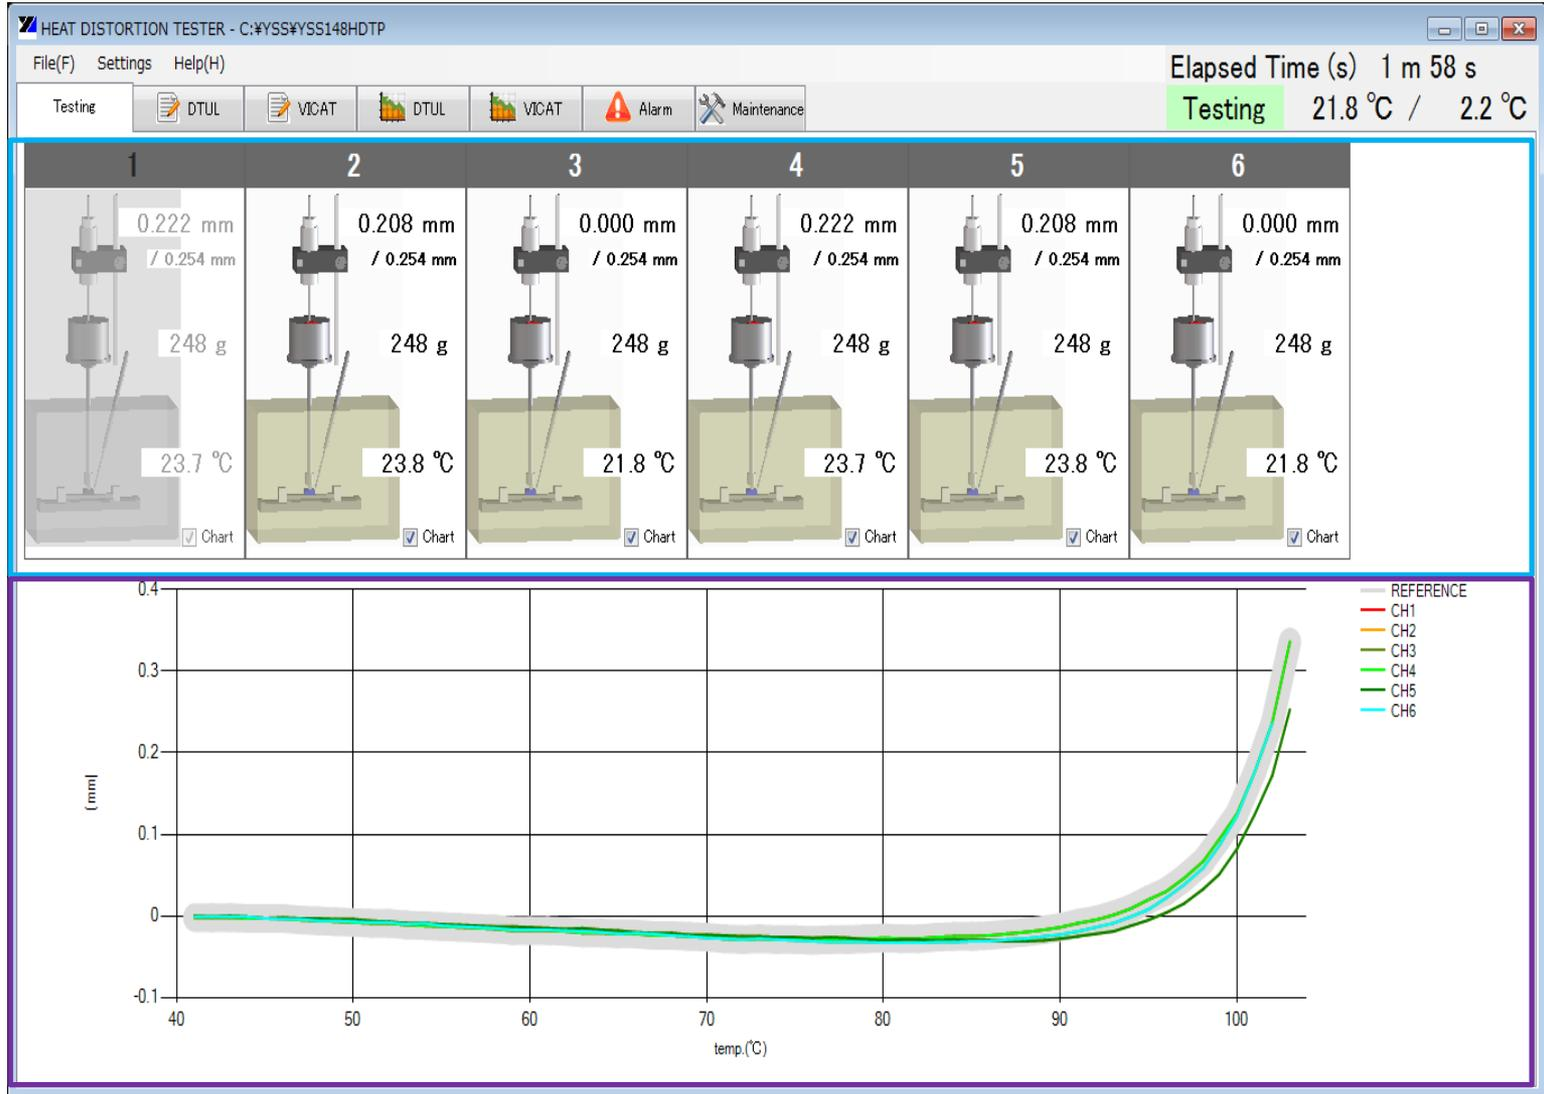 HEAT DISTORTION TESTER - C:¥YSS¥YSS148HDTP
File(F) Settings Help(H)
Elapsed Time (s) 1 m 58 s
Testing DTUL VICAT DTUL VICAT Alarm Maintenance
Testing 21.8 ℃ / 2.2 ℃
1 2 3 4 5 6
0.222 mm 0.208 mm 0.000 mm 0.222 mm 0.208 mm 0.000 mm
/ 0.254 mm / 0.254 mm / 0.254 mm / 0.254 mm / 0.254 mm / 0.254 mm
248 g 248 g 248 g 248 g 248 g 248 g
23.7 ℃ 23.8 ℃ 21.8 ℃ 23.7 ℃ 23.8 ℃ 21.8 ℃
Chart Chart Chart Chart Chart Chart
0.4
0.3
0.2
0.1
0
-0.1
(mm)
40 50 60 70 80 90 100
temp.(℃)
REFERENCE
CH1
CH2
CH3
CH4
CH5
CH6